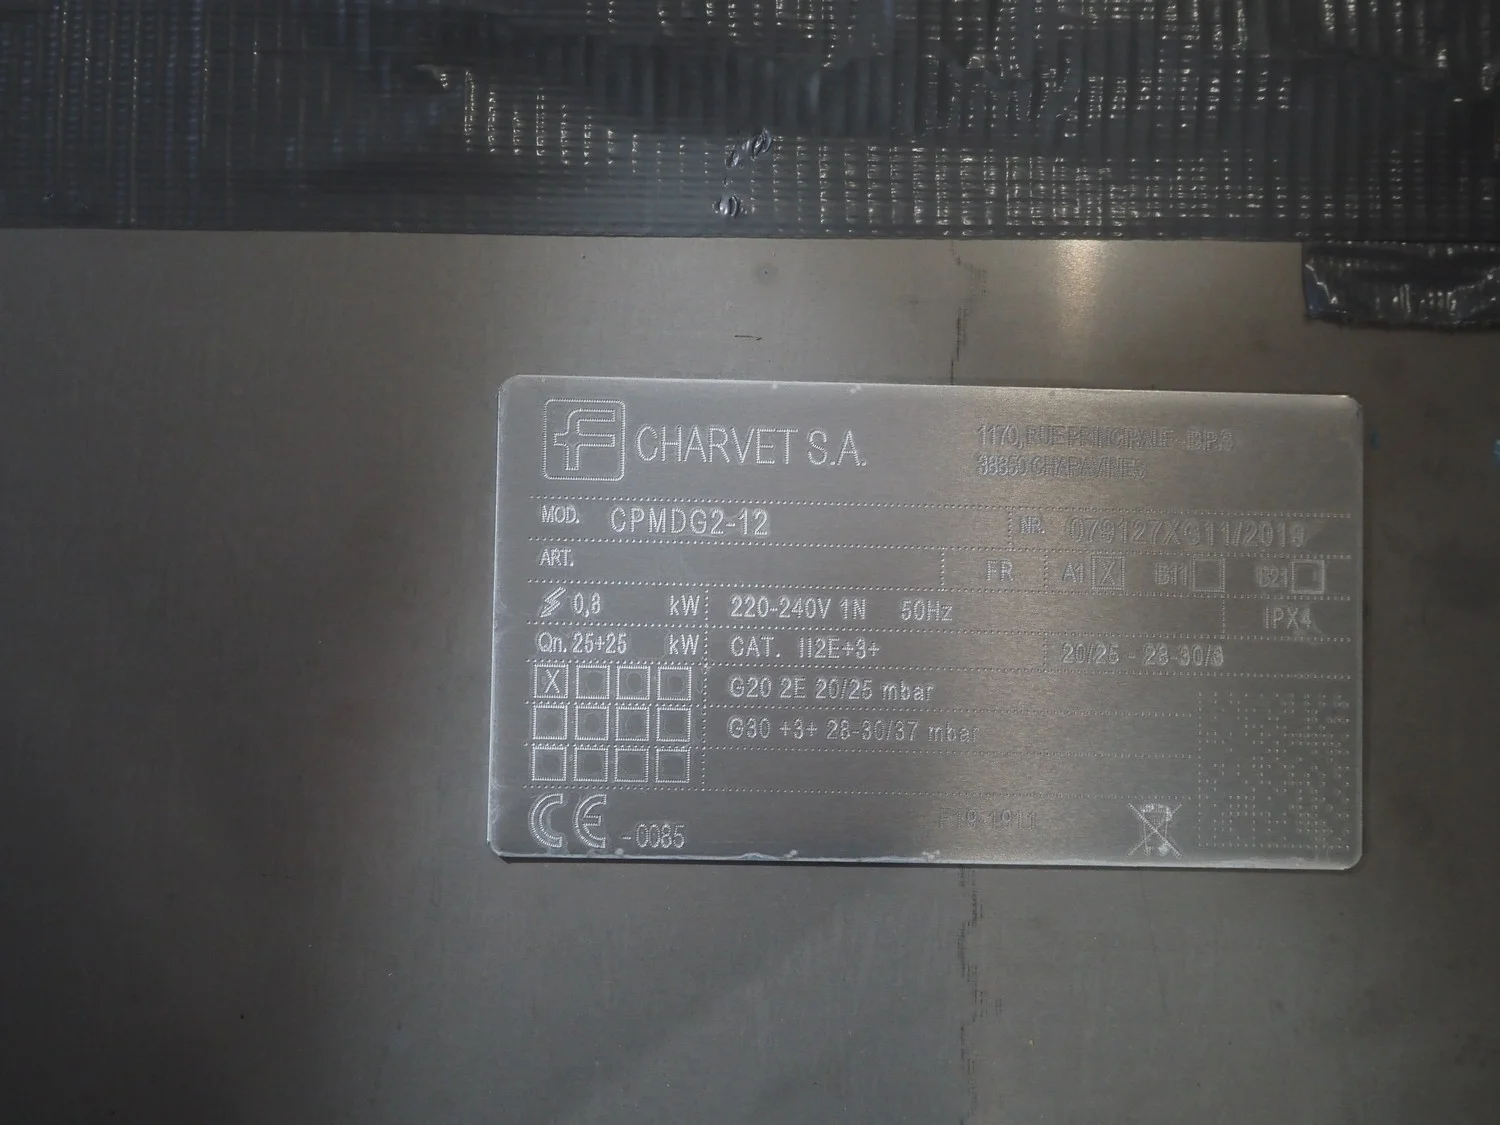 CHARVET S.A.
1170, RUE PRINCIPALE - B.P.3
38850 CHARAVINES
MOD. CPMDG2-12 NR. 079127XG11/2019
ART. FR A1 X B11 C21
0,8 kW 220-240V 1N 50Hz IPX4
Qn. 25+25 kW CAT. II2E+3+ 20/25 - 28-30/3
X G20 2E 20/25 mbar
G30 +3+ 28-30/37 mbar
CE -0085 F19-1911